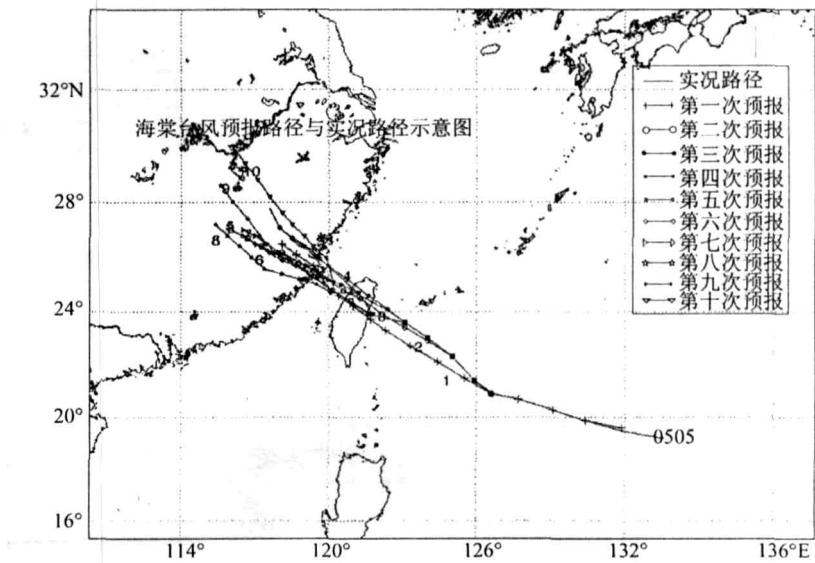 32°N
28°
24°
20°
16°
114°
120°
126°
132°
136°E
海棠台风预报路径与实况路径示意图
实况路径
第一次预报
第二次预报
第三次预报
第四次预报
第五次预报
第六次预报
第七次预报
第八次预报
第九次预报
第十次预报
10
9
8
6
2
1
0505